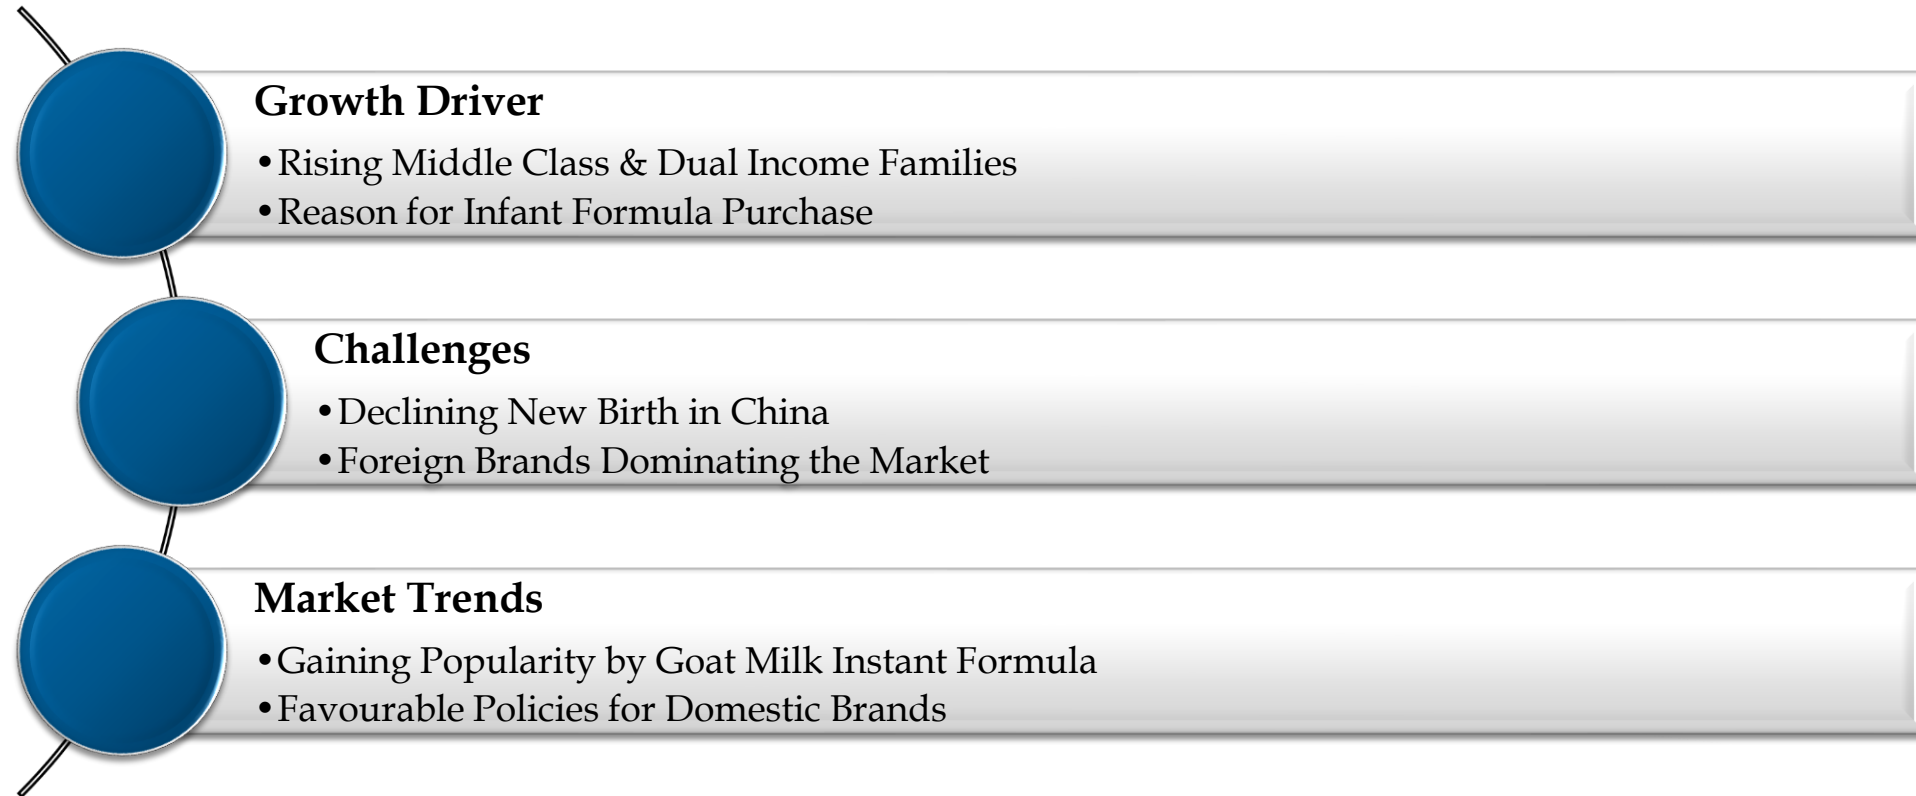 Growth Driver
•Rising Middle Class & Dual Income Families
•Reason for Infant Formula Purchase
Challenges
•Declining New Birth in China
•Foreign Brands Dominating the Market
Market Trends
•Gaining Popularity by Goat Milk Instant Formula
•Favourable Policies for Domestic Brands